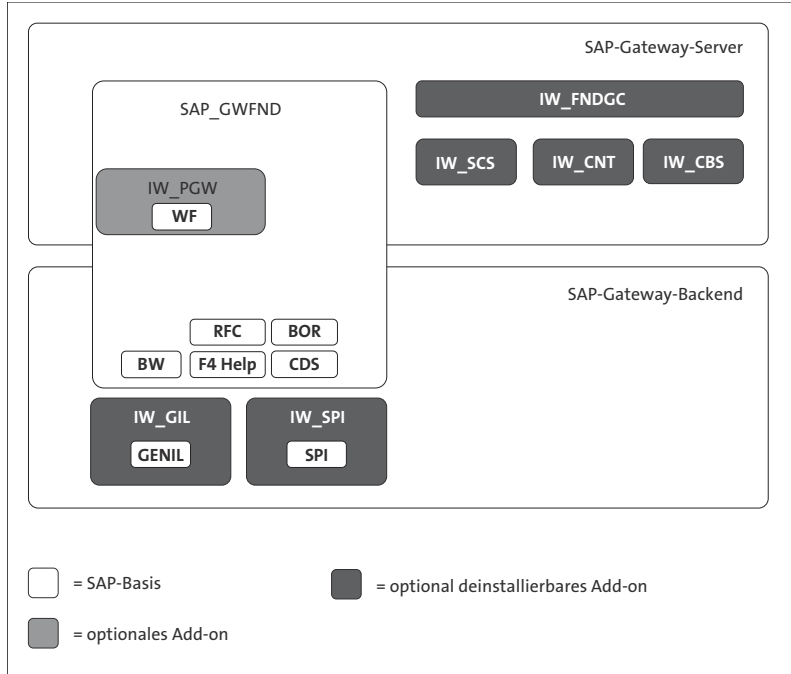 SAP-Gateway-Server
SAP_GWFND
IW_FNDGC
IW_SCS
IW_CNT
IW_CBS
IW_PGW
WF
SAP-Gateway-Backend
RFC
BOR
BW
F4 Help
CDS
IW_GIL
IW_SPI
GENIL
SPI
= SAP-Basis
= optional deinstallierbares Add-on
= optionales Add-on